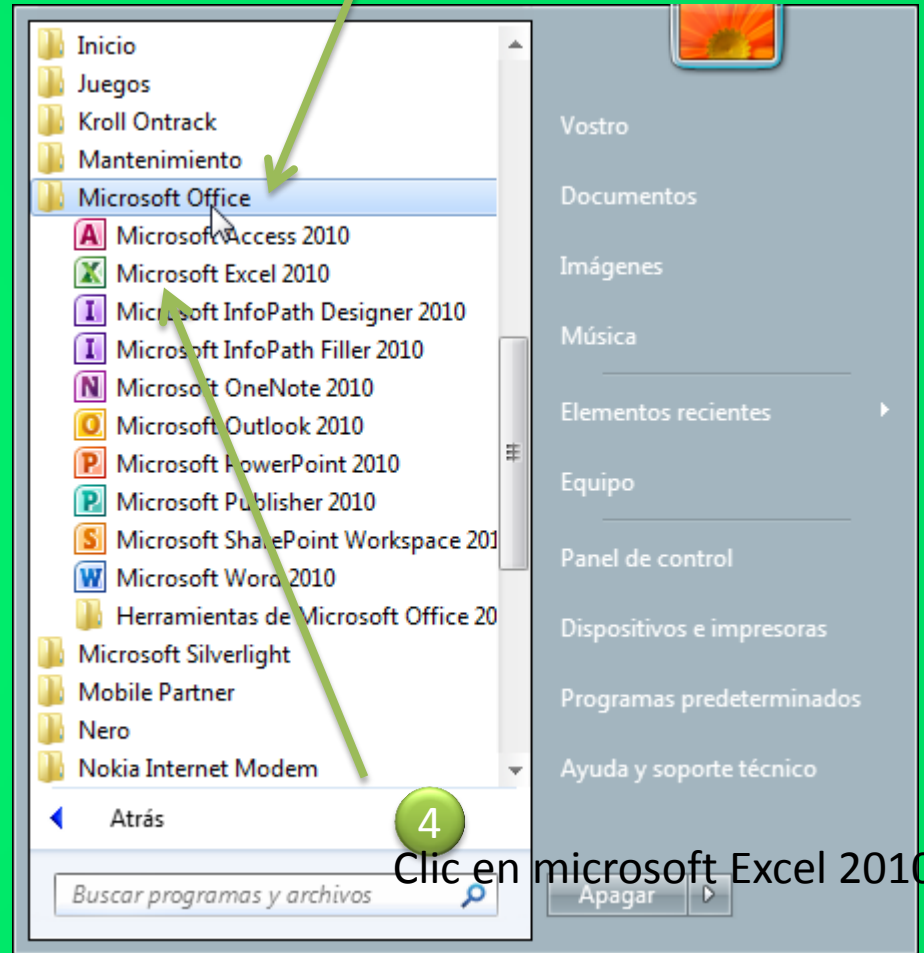 Inicio
Juegos
Kroll Ontrack
Mantenimiento
Microsoft Office
Microsoft Access 2010
Microsoft Excel 2010
Microsoft InfoPath Designer 2010
Microsoft InfoPath Filler 2010
Microsoft OneNote 2010
Microsoft Outlook 2010
Microsoft PowerPoint 2010
Microsoft Publisher 2010
Microsoft SharePoint Workspace 201
Microsoft Word 2010
Herramientas de Microsoft Office 20
Microsoft Silverlight
Mobile Partner
Nero
Nokia Internet Modem
Atrás
Buscar programas y archivos
Vostro
Documentos
Imágenes
Música
Elementos recientes
Equipo
Panel de control
Dispositivos e impresoras
Programas predeterminados
Ayuda y soporte técnico
Apagar
4
Clic en microsoft Excel 2010